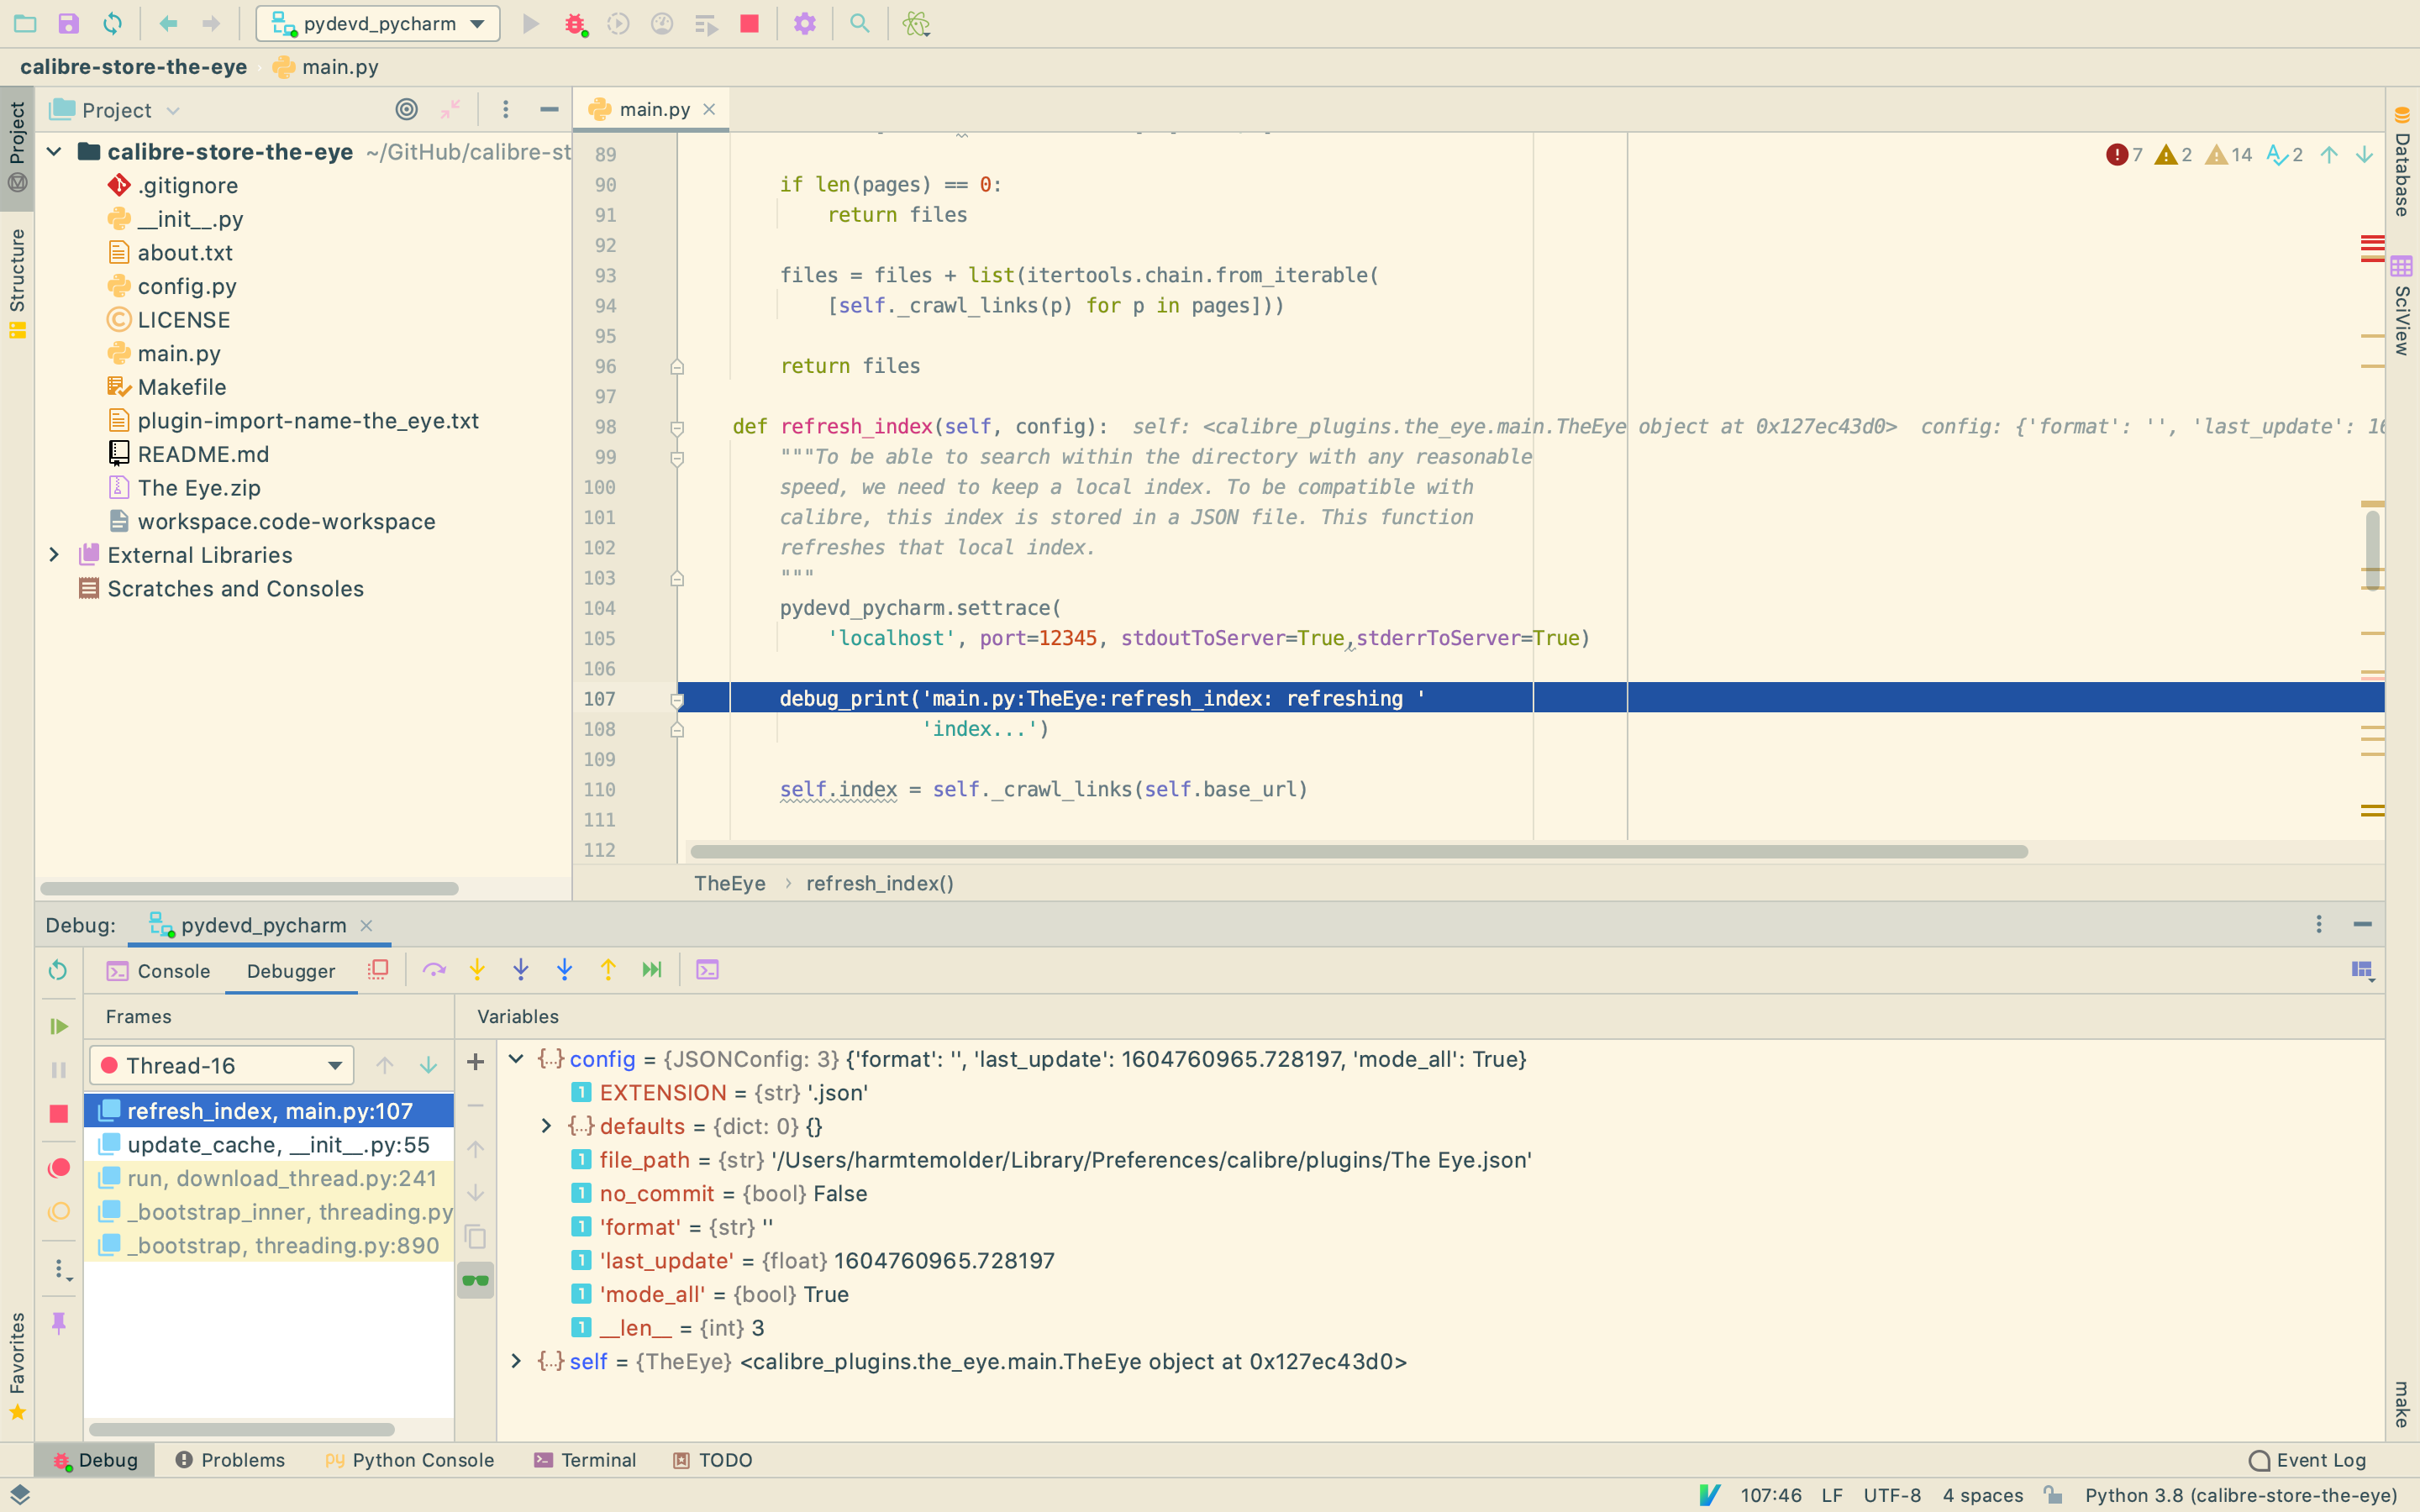 pydevd_pycharm
calibre-store-the-eye
main.py
Project
Structure
Favorites
Project
calibre-store-the-eye ~/GitHub/calibre-st
.gitignore
__init__.py
about.txt
config.py
LICENSE
main.py
Makefile
plugin-import-name-the_eye.txt
README.md
The Eye.zip
workspace.code-workspace
External Libraries
Scratches and Consoles
main.py
7 2 14 2
89
90 if len(pages) == 0:
91 return files
92
93 files = files + list(itertools.chain.from_iterable(
94 [self._crawl_links(p) for p in pages]))
95
96 return files
97
98 def refresh_index(self, config): self: <calibre_plugins.the_eye.main.TheEye object at 0x127ec43d0> config: {'format': '', 'last_update': 16
99 """To be able to search within the directory with any reasonable
100 speed, we need to keep a local index. To be compatible with
101 calibre, this index is stored in a JSON file. This function
102 refreshes that local index.
103 """
104 pydevd_pycharm.settrace(
105 'localhost', port=12345, stdoutToServer=True,stderrToServer=True)
106
107 debug_print('main.py:TheEye:refresh_index: refreshing '
108 'index...')
109
110 self.index = self._crawl_links(self.base_url)
111
112
TheEye › refresh_index()
Database
SciView
make
Debug: pydevd_pycharm
Console Debugger
Frames
Thread-16
refresh_index, main.py:107
update_cache, __init__.py:55
run, download_thread.py:241
_bootstrap_inner, threading.py
_bootstrap, threading.py:890
Variables
{...} config = {JSONConfig: 3} {'format': '', 'last_update': 1604760965.728197, 'mode_all': True}
1 EXTENSION = {str} '.json'
{...} defaults = {dict: 0} {}
1 file_path = {str} '/Users/harmtemolder/Library/Preferences/calibre/plugins/The Eye.json'
1 no_commit = {bool} False
1 'format' = {str} ''
1 'last_update' = {float} 1604760965.728197
1 'mode_all' = {bool} True
1 __len__ = {int} 3
{...} self = {TheEye} <calibre_plugins.the_eye.main.TheEye object at 0x127ec43d0>
Debug Problems Python Console Terminal TODO Event Log
107:46 LF UTF-8 4 spaces Python 3.8 (calibre-store-the-eye)